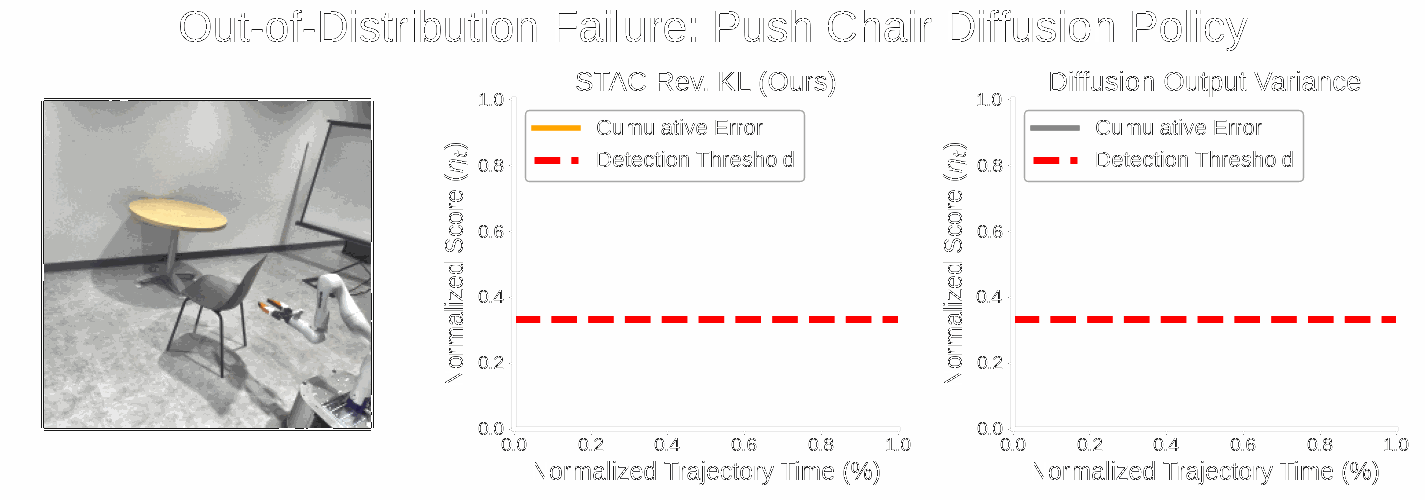 Out-of-Distribution Failure: Push Chair Diffusion Policy
STAC Rev. KL (Ours)
1.0
0.8
0.6
0.4
0.2
0.0
Normalized Score (ηt)
Cumulative Error
Detection Threshold
0.0 0.2 0.4 0.6 0.8 1.0
Normalized Trajectory Time (%)
Diffusion Output Variance
1.0
0.8
0.6
0.4
0.2
0.0
Normalized Score (ηt)
Cumulative Error
Detection Threshold
0.0 0.2 0.4 0.6 0.8 1.0
Normalized Trajectory Time (%)